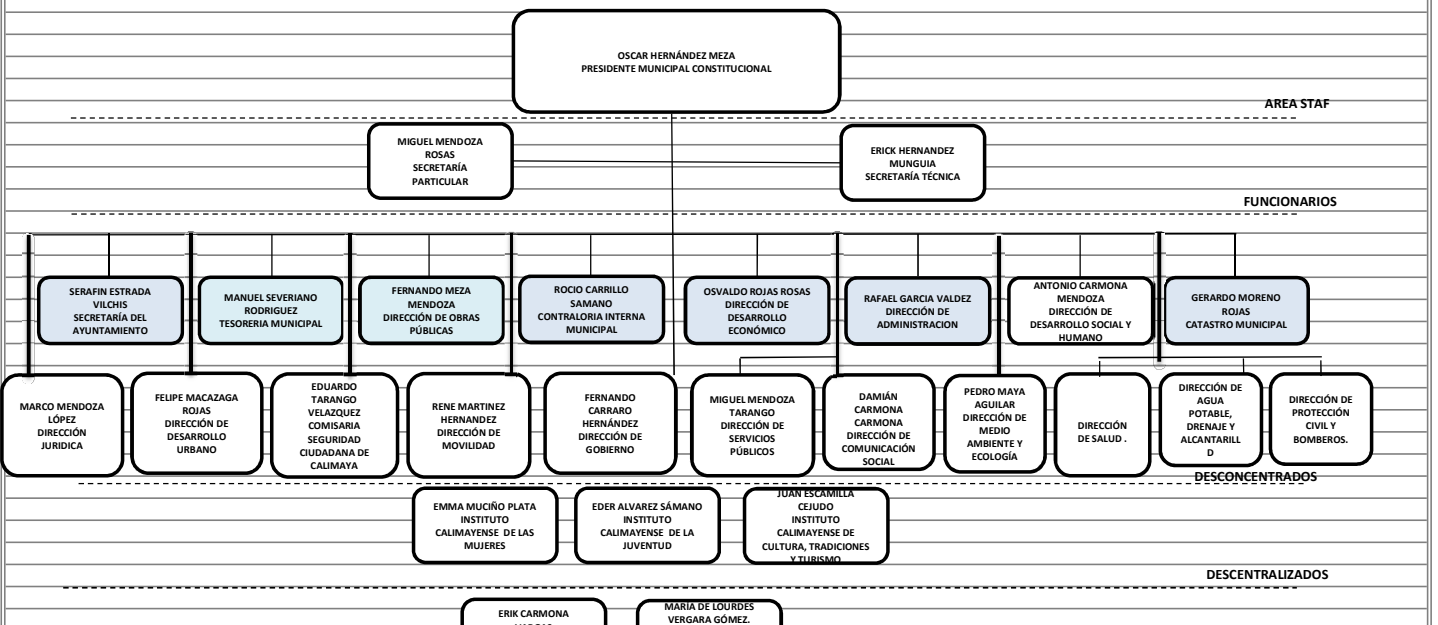 OSCAR HERNÁNDEZ MEZA
PRESIDENTE MUNICIPAL CONSTITUCIONAL
AREA STAF
MIGUEL MENDOZA
ROSAS
SECRETARÍA
PARTICULAR
ERICK HERNANDEZ
MUNGUIA
SECRETARÍA TÉCNICA
FUNCIONARIOS
SERAFIN ESTRADA
VILCHIS
SECRETARÍA DEL
AYUNTAMIENTO
MANUEL SEVERIANO
RODRIGUEZ
TESORERIA MUNICIPAL
FERNANDO MEZA
MENDOZA
DIRECCIÓN DE OBRAS
PÚBLICAS
ROCIO CARRILLO
SAMANO
CONTRALORIA INTERNA
MUNICIPAL
OSVALDO ROJAS ROSAS
DIRECCIÓN DE
DESARROLLO
ECONÓMICO
RAFAEL GARCIA VALDEZ
DIRECCIÓN DE
ADMINISTRACION
ANTONIO CARMONA
MENDOZA
DIRECCIÓN DE
DESARROLLO SOCIAL Y
HUMANO
GERARDO MORENO
ROJAS
CATASTRO MUNICIPAL
MARCO MENDOZA
LÓPEZ
DIRECCIÓN
JURIDICA
FELIPE MACAZAGA
ROJAS
DIRECCIÓN DE
DESARROLLO
URBANO
EDUARDO
TARANGO
VELAZQUEZ
COMISARIA
SEGURIDAD
CIUDADANA DE
CALIMAYA
RENE MARTINEZ
HERNANDEZ
DIRECCIÓN DE
MOVILIDAD
FERNANDO
CARRARO
HERNÁNDEZ
DIRECCIÓN DE
GOBIERNO
MIGUEL MENDOZA
TARANGO
DIRECCIÓN DE
SERVICIOS
PÚBLICOS
DAMIÁN
CARMONA
CARMONA
DIRECCIÓN DE
COMUNICACIÓN
SOCIAL
PEDRO MAYA
AGUILAR
DIRECCIÓN DE
MEDIO
AMBIENTE Y
ECOLOGÍA
DIRECCIÓN
DE SALUD .
DIRECCIÓN DE
AGUA
POTABLE,
DRENAJE Y
ALCANTARILL
D
DIRECCIÓN DE
PROTECCIÓN
CIVIL Y
BOMBEROS.
DESCONCENTRADOS
EMMA MUCIÑO PLATA
INSTITUTO
CALIMAYENSE DE LAS
MUJERES
EDER ALVAREZ SÁMANO
INSTITUTO
CALIMAYENSE DE LA
JUVENTUD
JUAN ESCAMILLA
CEJUDO
INSTITUTO
CALIMAYENSE DE
CULTURA, TRADICIONES
Y TURISMO
DESCENTRALIZADOS
ERIK CARMONA
MARÍA DE LOURDES
VERGARA GÓMEZ.